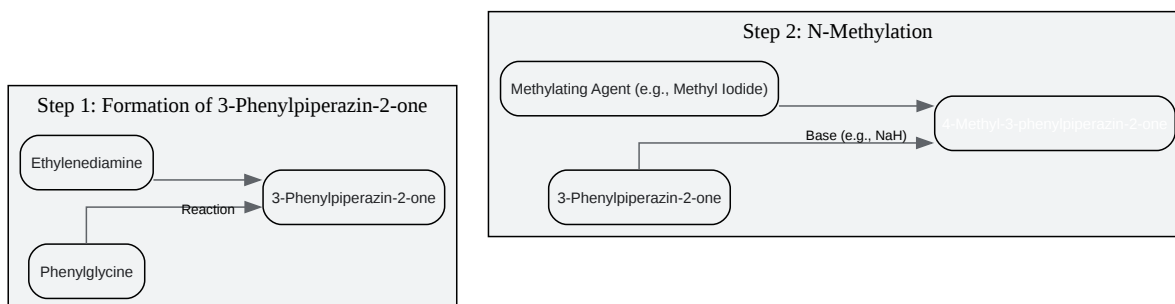 Step 1: Formation of 3-Phenylpiperazin-2-one
Ethylenediamine
Reaction
3-Phenylpiperazin-2-one
Phenylglycine
Step 2: N-Methylation
Methylating Agent (e.g., Methyl Iodide)
4-Methyl-3-phenylpiperazin-2-one
Base (e.g., NaH)
3-Phenylpiperazin-2-one